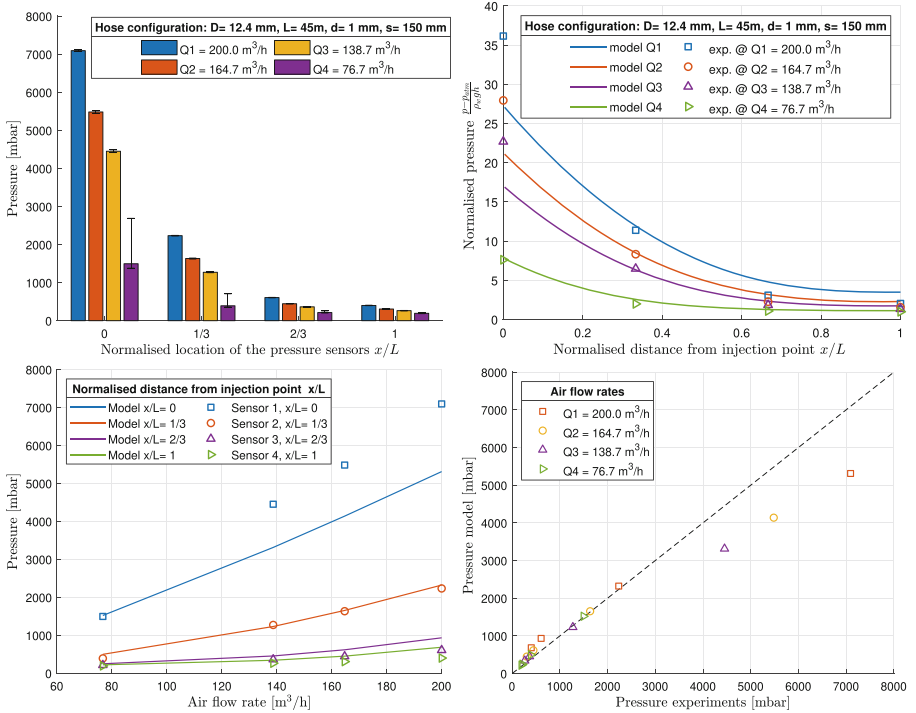 Hose configuration: D= 12.4 mm, L= 45m, d= 1 mm, s= 150 mm
Q1 = 200.0 m³/h
Q3 = 138.7 m³/h
Q2 = 164.7 m³/h
Q4 = 76.7 m³/h
8000
7000
6000
5000
4000
3000
2000
1000
0
Pressure [mbar]
0
1/3
2/3
1
Normalised location of the pressure sensors x/L
Hose configuration: D= 12.4 mm, L= 45m, d= 1 mm, s= 150 mm
model Q1
exp. @ Q1 = 200.0 m³/h
model Q2
exp. @ Q2 = 164.7 m³/h
model Q3
exp. @ Q3 = 138.7 m³/h
model Q4
exp. @ Q4 = 76.7 m³/h
40
35
30
25
20
15
10
5
0
Normalised pressure (p−p_atm)/(ρ_w gh)
0
0.2
0.4
0.6
0.8
1
Normalised distance from injection point x/L
Normalised distance from injection point x/L
Model x/L= 0
Sensor 1, x/L= 0
Model x/L= 1/3
Sensor 2, x/L= 1/3
Model x/L= 2/3
Sensor 3, x/L= 2/3
Model x/L= 1
Sensor 4, x/L= 1
8000
7000
6000
5000
4000
3000
2000
1000
0
Pressure [mbar]
60
80
100
120
140
160
180
200
Air flow rate [m³/h]
Air flow rates
Q1 = 200.0 m³/h
Q2 = 164.7 m³/h
Q3 = 138.7 m³/h
Q4 = 76.7 m³/h
8000
7000
6000
5000
4000
3000
2000
1000
0
Pressure model [mbar]
0
1000
2000
3000
4000
5000
6000
7000
8000
Pressure experiments [mbar]